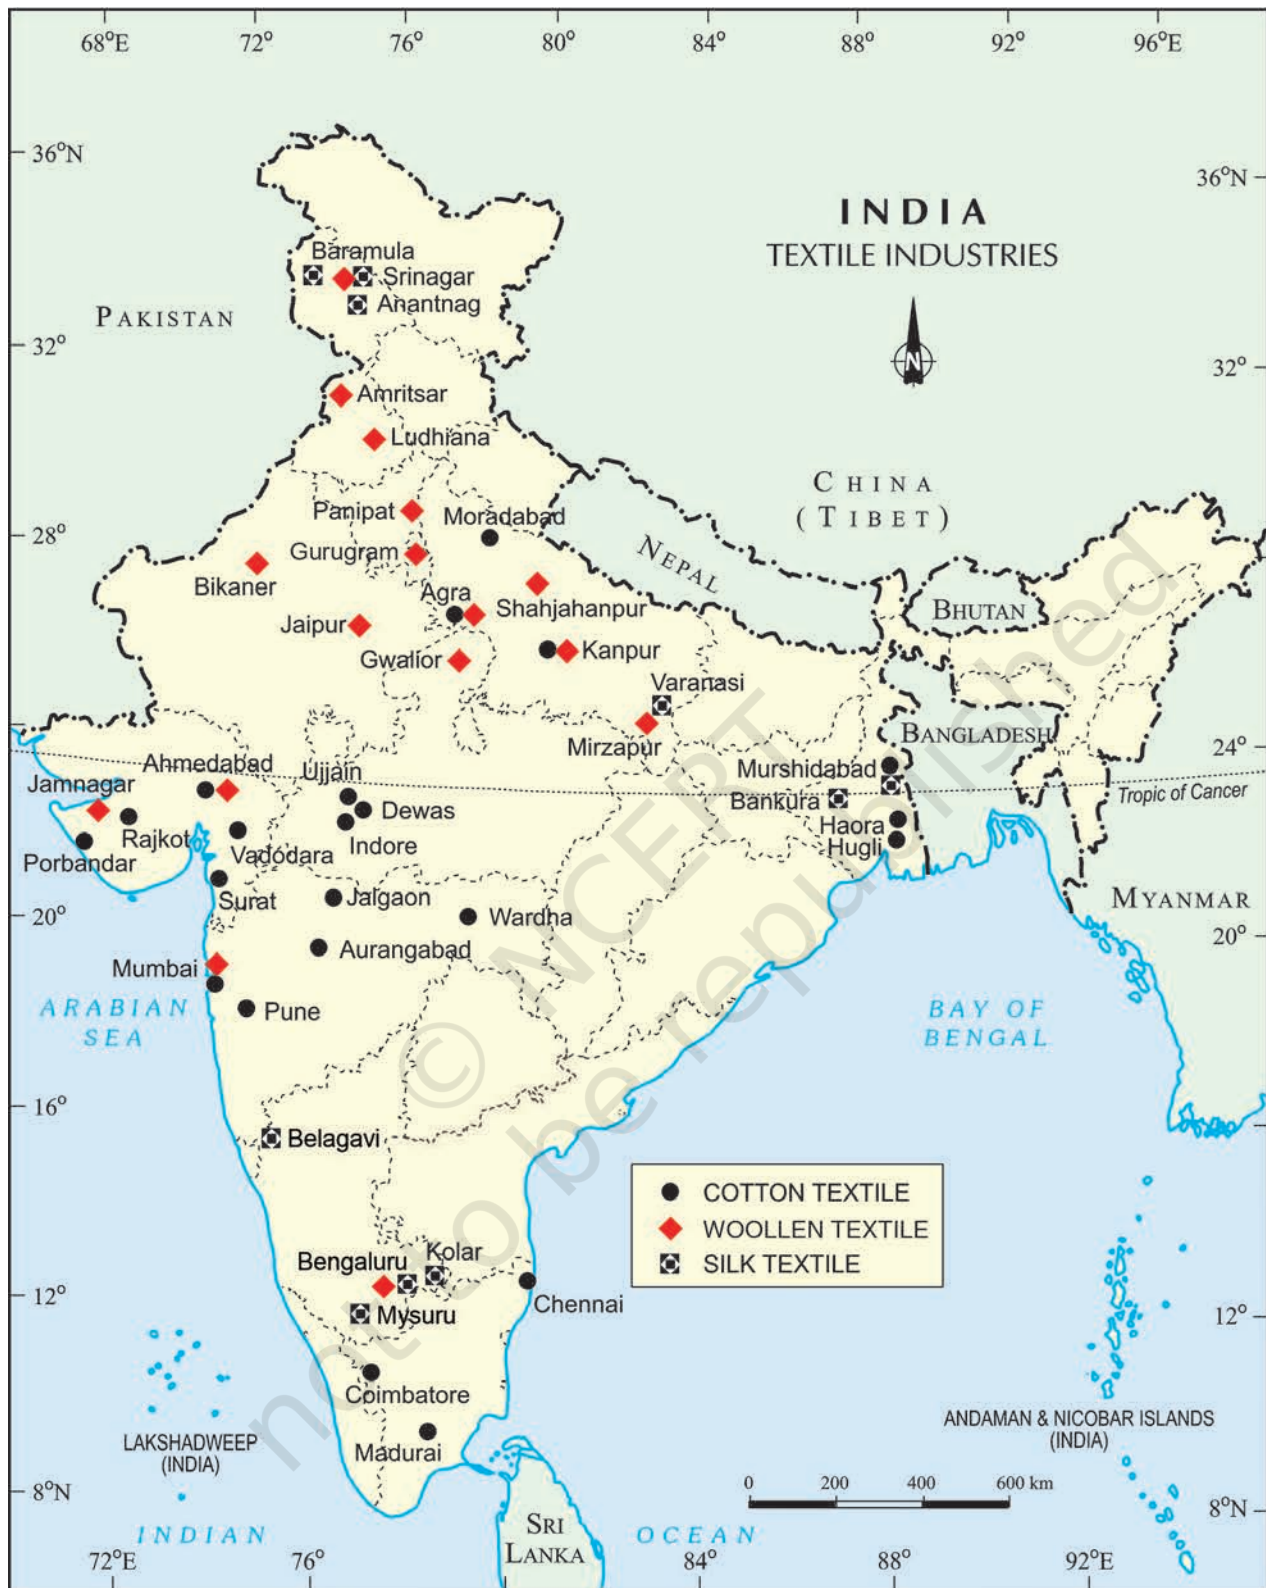 68°E 72° 76° 80° 84° 88° 92° 96°E
36°N
36°N
INDIA
TEXTILE INDUSTRIES
N
Baramula
Srinagar
Anantnag
PAKISTAN
32°
32°
Amritsar
Ludhiana
CHINA
(TIBET)
Panipat
Moradabad
28°
28°
Gurugram
NEPAL
Bikaner
Agra
Shahjahanpur
BHUTAN
Jaipur
Gwalior
Kanpur
Varanasi
Mirzapur
BANGLADESH
24°
Ahmedabad
Ujjain
Murshidabad
Jamnagar
Dewas
Bankura
Tropic of Cancer
Rajkot
Haora
Porbandar
Vadodara
Indore
Hugli
Surat
Jalgaon
Wardha
MYANMAR
20°
20°
Aurangabad
Mumbai
Pune
ARABIAN
SEA
BAY OF
BENGAL
16°
Belagavi
COTTON TEXTILE
WOOLLEN TEXTILE
SILK TEXTILE
Bengaluru
Kolar
12°
12°
Chennai
Mysuru
Coimbatore
Madurai
LAKSHADWEEP
(INDIA)
ANDAMAN & NICOBAR ISLANDS
(INDIA)
0 200 400 600 km
8°N
8°N
INDIAN OCEAN
SRI
LANKA
72°E 76° 84° 88° 92°E
© NCERT
not to be republished